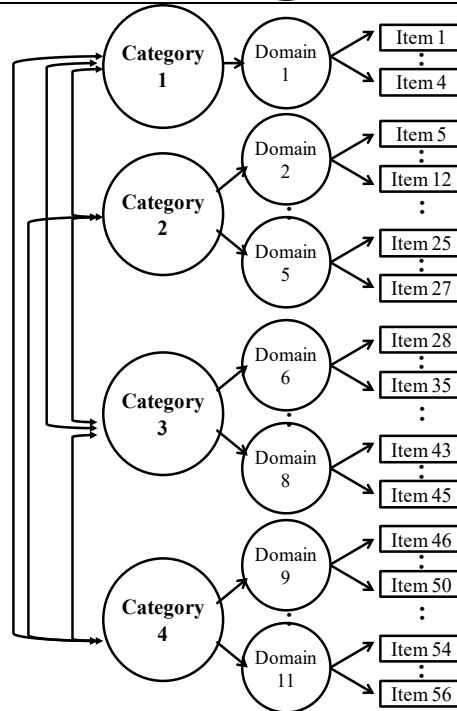 Category
1
Domain
1
Item 1
Item 4
Category
2
Domain
2
Item 5
Item 12
Domain
5
Item 25
Item 27
Category
3
Domain
6
Item 28
Item 35
Domain
8
Item 43
Item 45
Category
4
Domain
9
Item 46
Item 50
Domain
11
Item 54
Item 56